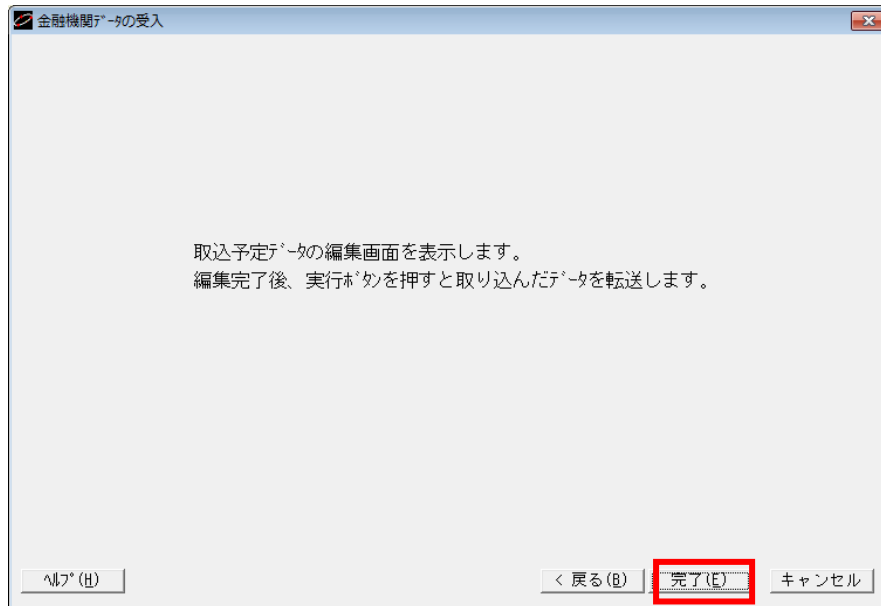 金融機関ﾃﾞｰﾀの受入
取込予定ﾃﾞｰﾀの編集画面を表示します。
編集完了後、実行ﾎﾞﾀﾝを押すと取り込んだﾃﾞｰﾀを転送します。
ﾍﾙﾌﾟ(H)
< 戻る(B)
完了(E)
キャンセル